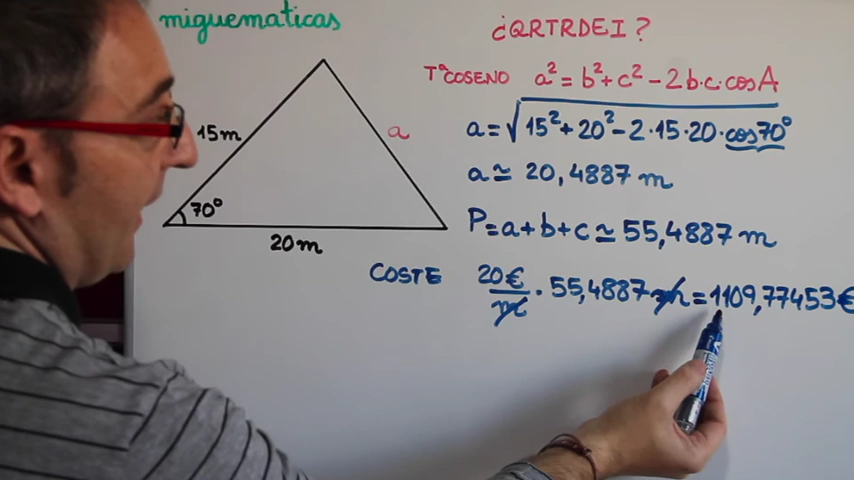 miguematicas
¿QRTRDEI?
Tª COSENO a² = b² + c² - 2b·c·cosA
15m
a
70°
20m
a = √15² + 20² - 2·15·20·cos70°
a ≃ 20,4887 m
P = a + b + c ≃ 55,4887 m
COSTE 20€/m · 55,4887 m = 1109,77453€